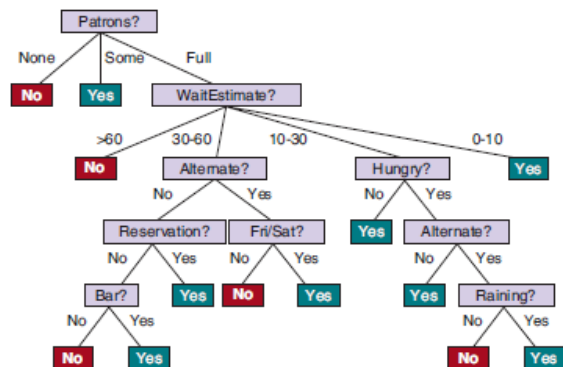 Patrons?
None Some Full
No Yes WaitEstimate?
>60 30-60 10-30 0-10
No Alternate? Hungry? Yes
No Yes No Yes
Reservation? Fri/Sat? Yes Alternate?
No Yes No Yes No Yes
Bar? Yes No Yes Yes Raining?
No Yes No Yes
No Yes No Yes